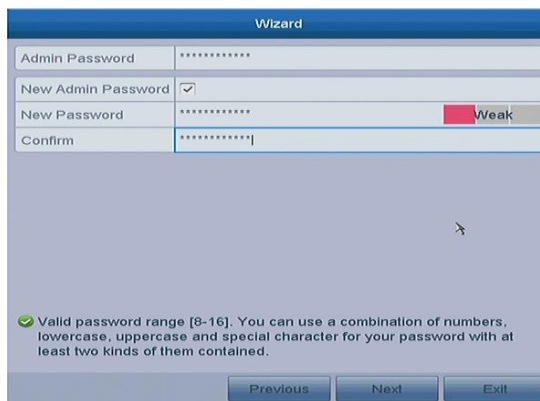 Wizard
Admin Password ************
New Admin Password
New Password ************ Weak
Confirm ************
Valid password range [8-16]. You can use a combination of numbers,
lowercase, uppercase and special character for your password with at
least two kinds of them contained.
Previous Next Exit